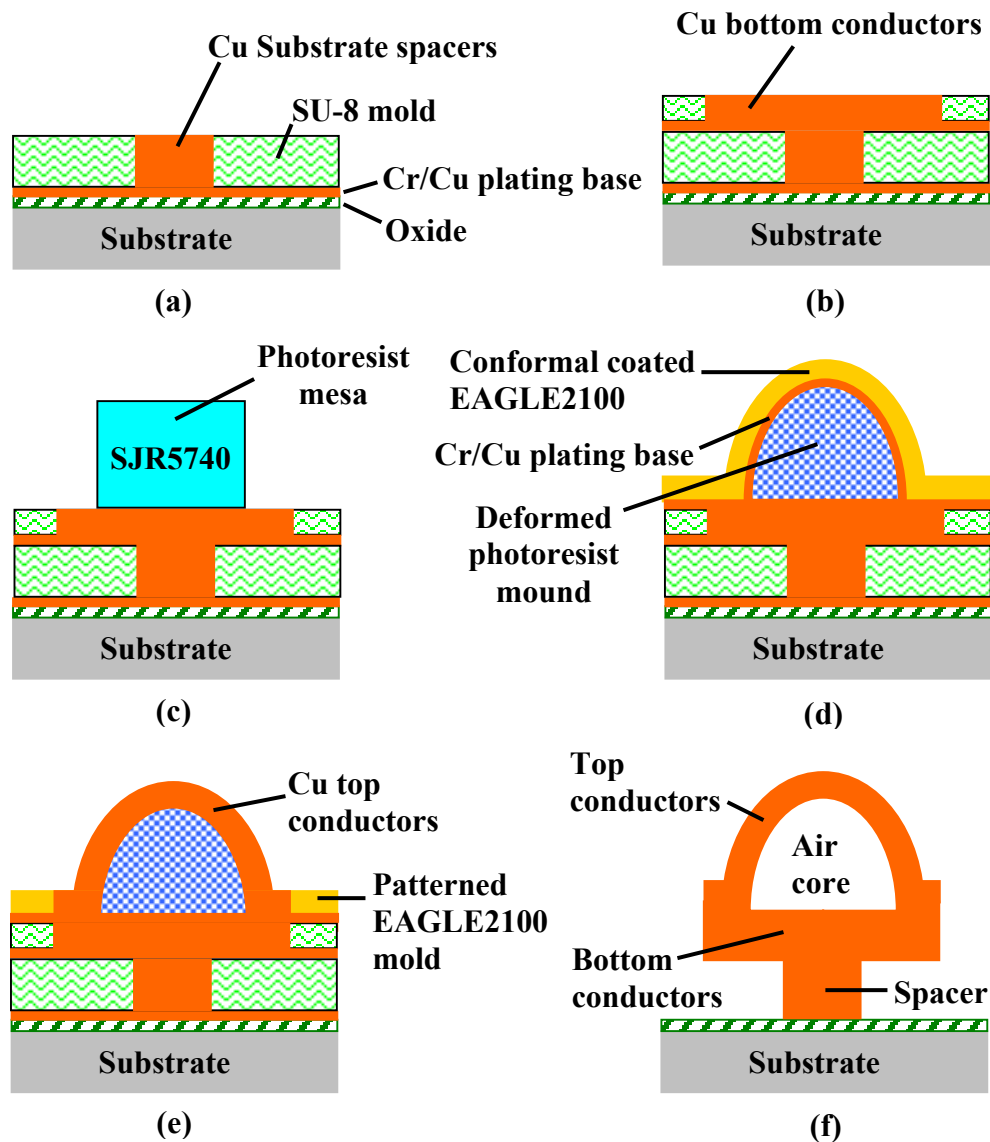 Cu Substrate spacers
SU-8 mold
Cr/Cu plating base
Oxide
Substrate
(a)
Cu bottom conductors
Substrate
(b)
Photoresist
mesa
SJR5740
Substrate
(c)
Conformal coated
EAGLE2100
Cr/Cu plating base
Deformed
photoresist
mound
Substrate
(d)
Cu top
conductors
Patterned
EAGLE2100
mold
Substrate
(e)
Top
conductors
Air
core
Bottom
conductors
Spacer
Substrate
(f)